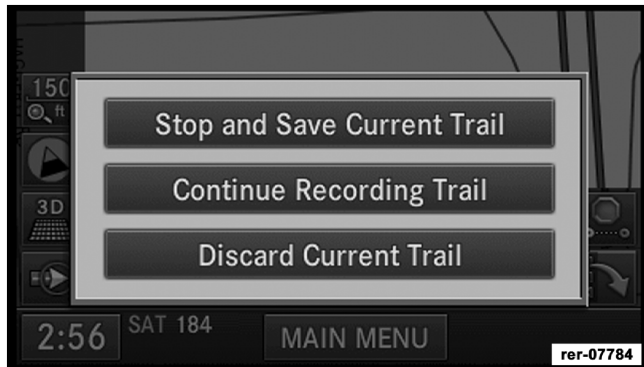 150
ft
Stop and Save Current Trail
Continue Recording Trail
3D
Discard Current Trail
2:56
SAT 184
MAIN MENU
rer-07784